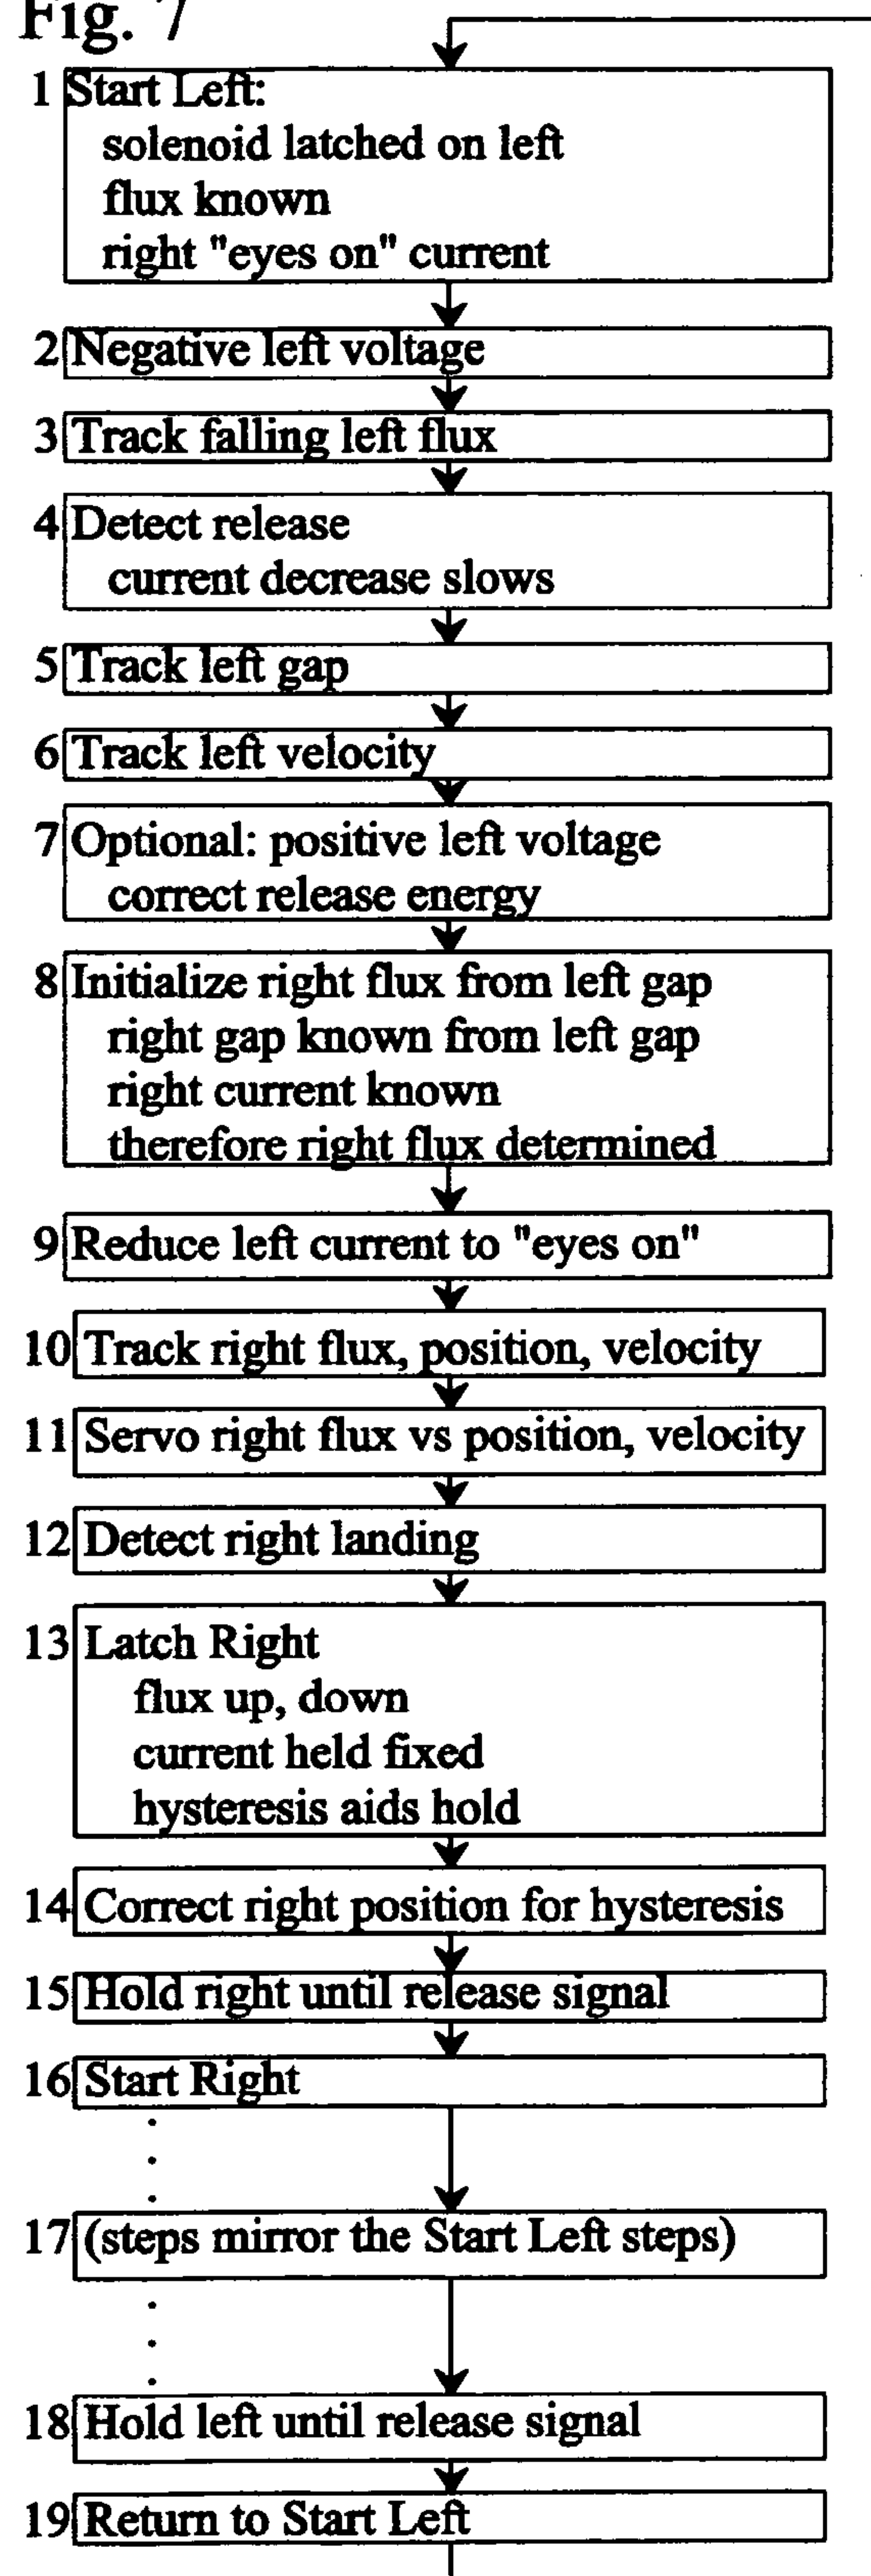 Fig. 7
1 Start Left:
solenoid latched on left
flux known
right "eyes on" current
2 Negative left voltage
3 Track falling left flux
4 Detect release
current decrease slows
5 Track left gap
6 Track left velocity
7 Optional: positive left voltage
correct release energy
8 Initialize right flux from left gap
right gap known from left gap
right current known
therefore right flux determined
9 Reduce left current to "eyes on"
10 Track right flux, position, velocity
11 Servo right flux vs position, velocity
12 Detect right landing
13 Latch Right
flux up, down
current held fixed
hysteresis aids hold
14 Correct right position for hysteresis
15 Hold right until release signal
16 Start Right
17 (steps mirror the Start Left steps)
18 Hold left until release signal
19 Return to Start Left